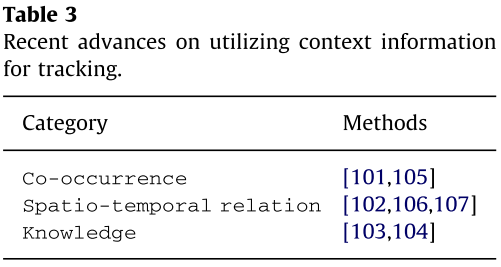 Table 3
Recent advances on utilizing context information
for tracking.
Category Methods
Co-occurrence [101,105]
Spatio-temporal relation [102,106,107]
Knowledge [103,104]